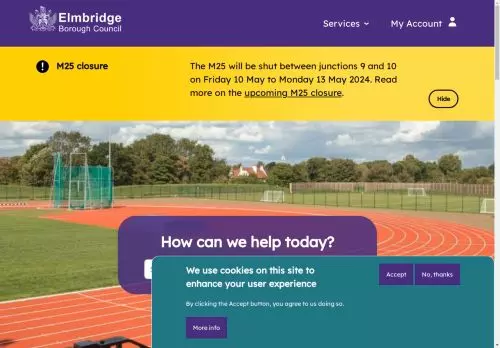 Elmbridge
Borough Council
Services
My Account
M25 closure
The M25 will be shut between junctions 9 and 10
on Friday 10 May to Monday 13 May 2024. Read
more on the upcoming M25 closure.
Hide
How can we help today?
We use cookies on this site to
enhance your user experience
By clicking the Accept button, you agree to us doing so.
Accept
No, thanks
More info